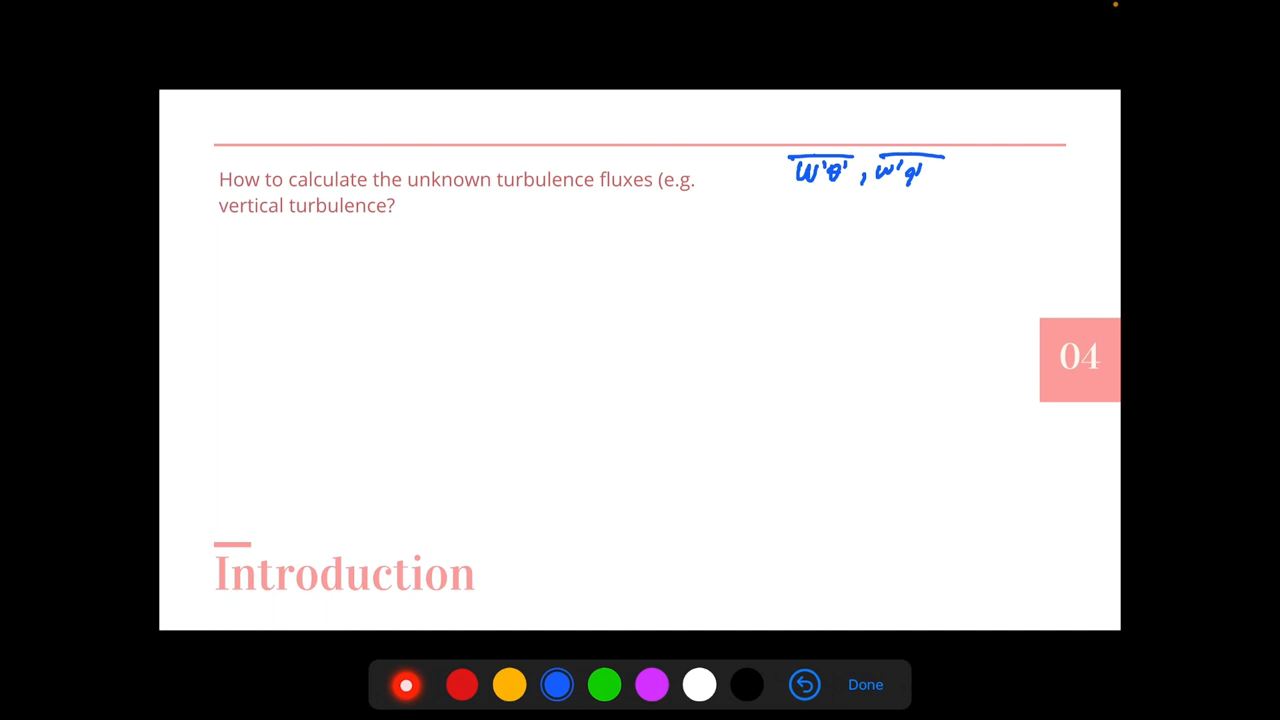 How to calculate the unknown turbulence fluxes (e.g.
vertical turbulence?
w'θ' , w'q'
04
Introduction
Done